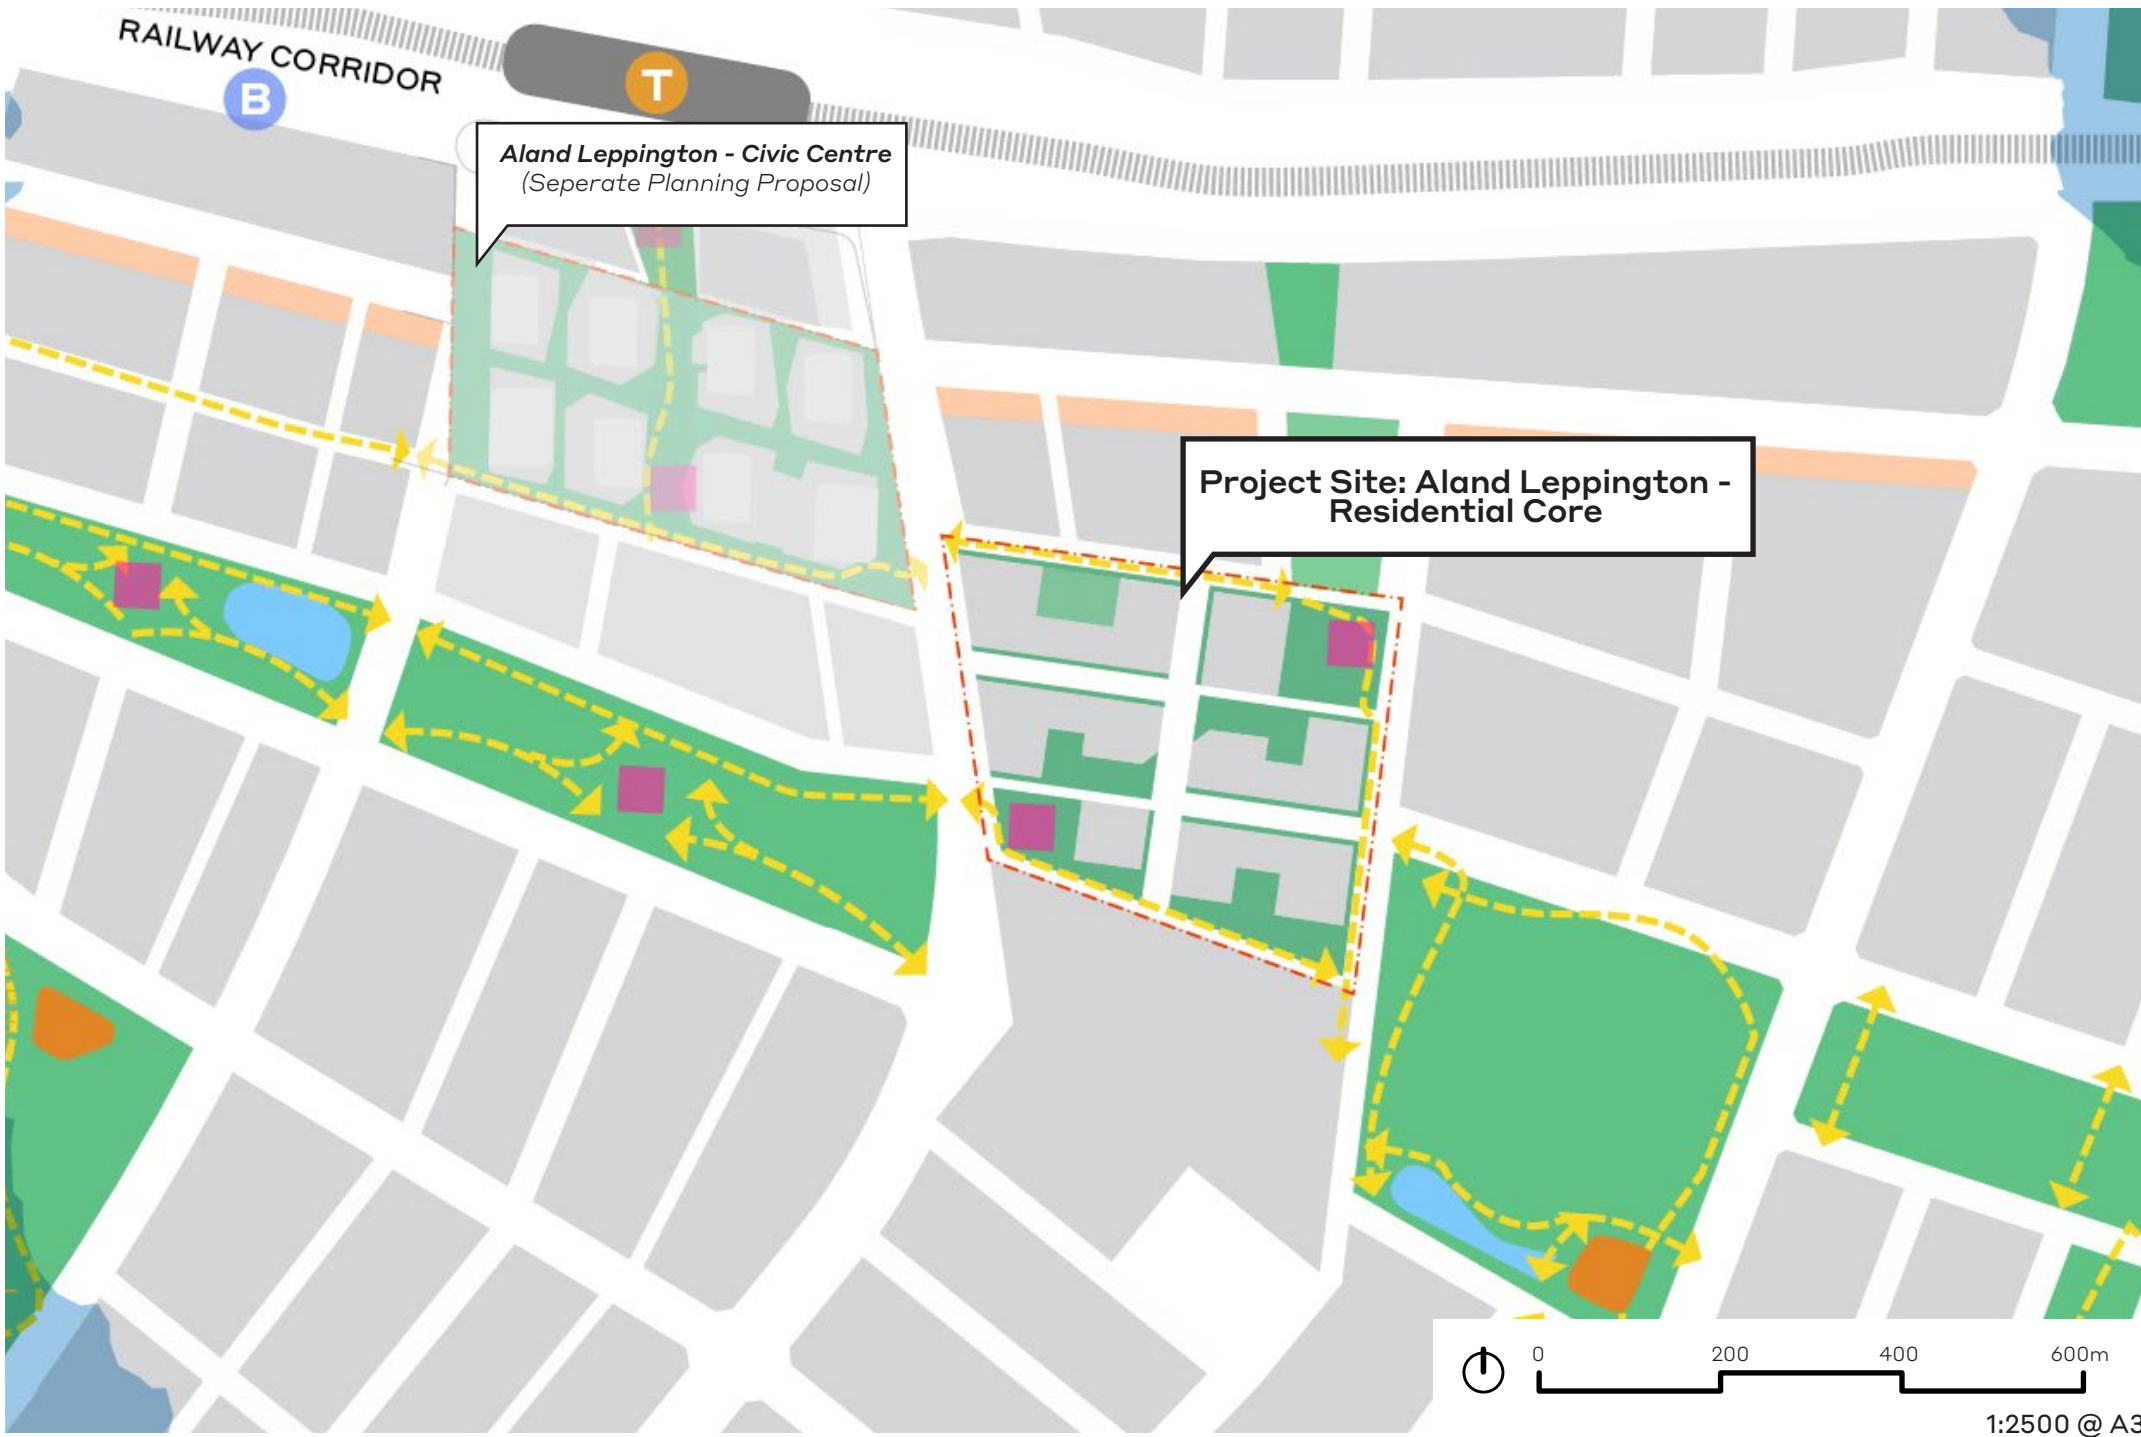 RAILWAY CORRIDOR
B
T
Aland Leppington - Civic Centre
(Seperate Planning Proposal)
Project Site: Aland Leppington -
Residential Core
0 200 400 600m
1:2500 @ A3